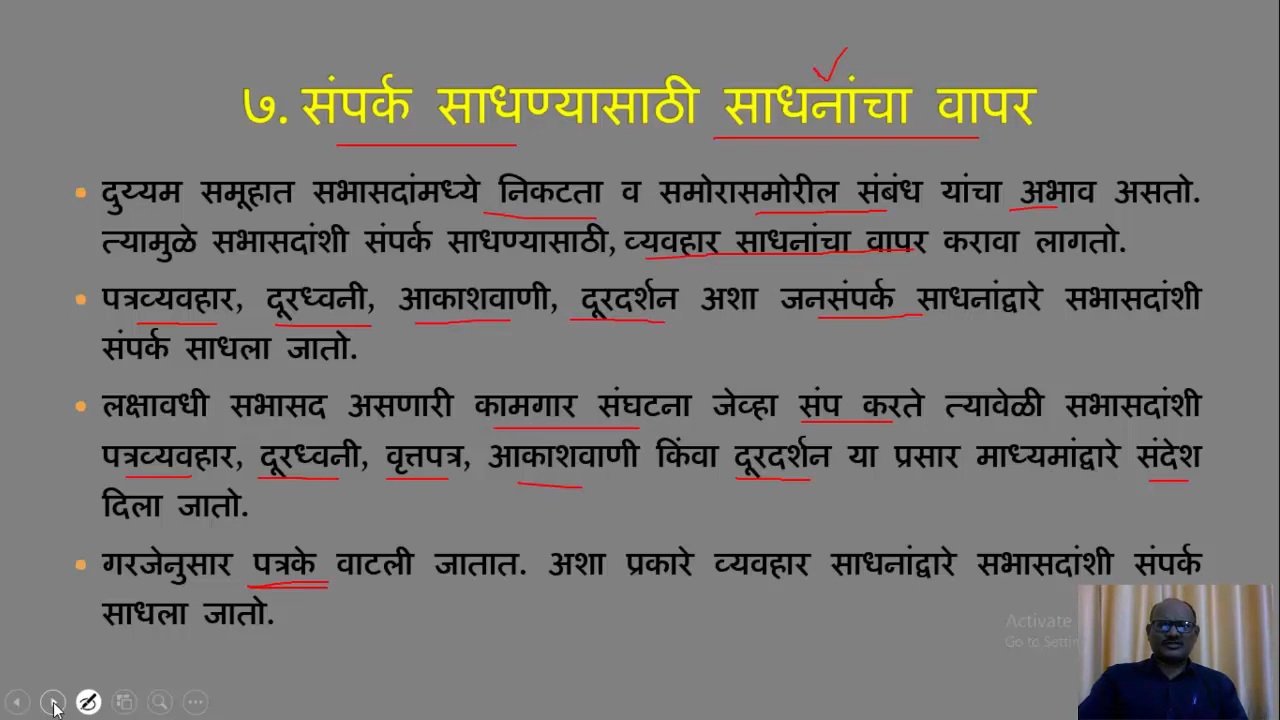 ७. संपर्क साधण्यासाठी साधनांचा वापर
दुय्यम समूहात सभासदांमध्ये निकटता व समोरासमोरील संबंध यांचा अभाव असतो.
त्यामुळे सभासदांशी संपर्क साधण्यासाठी, व्यवहार साधनांचा वापर करावा लागतो.
पत्रव्यवहार, दूरध्वनी, आकाशवाणी, दूरदर्शन अशा जनसंपर्क साधनांद्वारे सभासदांशी
संपर्क साधला जातो.
लक्षावधी सभासद असणारी कामगार संघटना जेव्हा संप करते त्यावेळी सभासदांशी
पत्रव्यवहार, दूरध्वनी, वृत्तपत्र, आकाशवाणी किंवा दूरदर्शन या प्रसार माध्यमांद्वारे संदेश
दिला जातो.
गरजेनुसार पत्रके वाटली जातात. अशा प्रकारे व्यवहार साधनांद्वारे सभासदांशी संपर्क
साधला जातो.
Activate
Go to